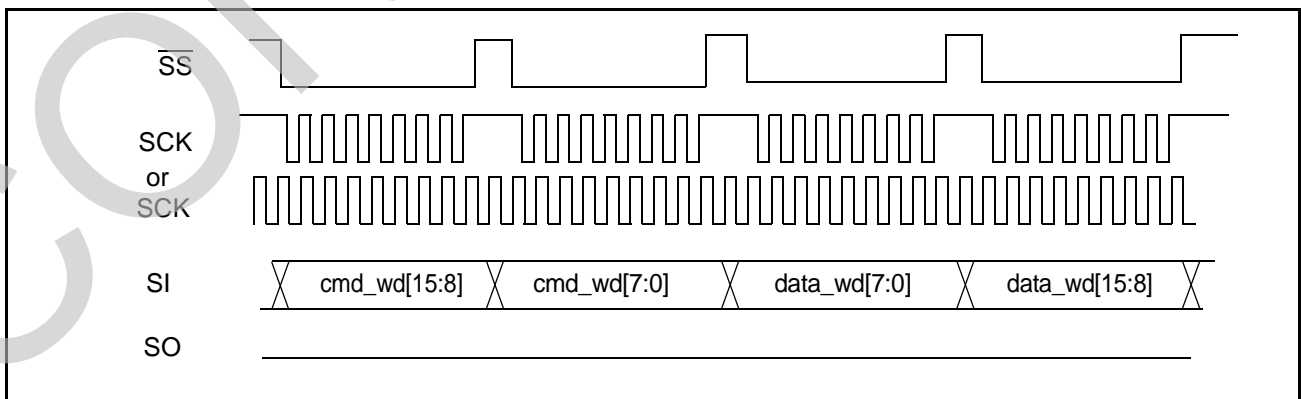 SS
SCK
or
SCK
SI cmd_wd[15:8] cmd_wd[7:0] data_wd[7:0] data_wd[15:8]
SO